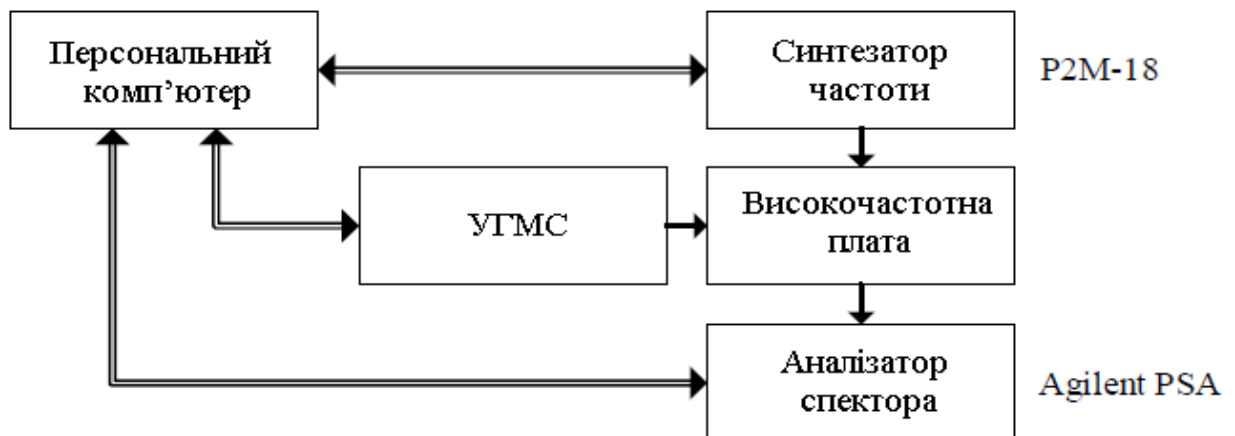 Персональний
комп’ютер
Синтезатор
частоти
P2M-18
УГМС
Високочастотна
плата
Аналізатор
спектора
Agilent PSA